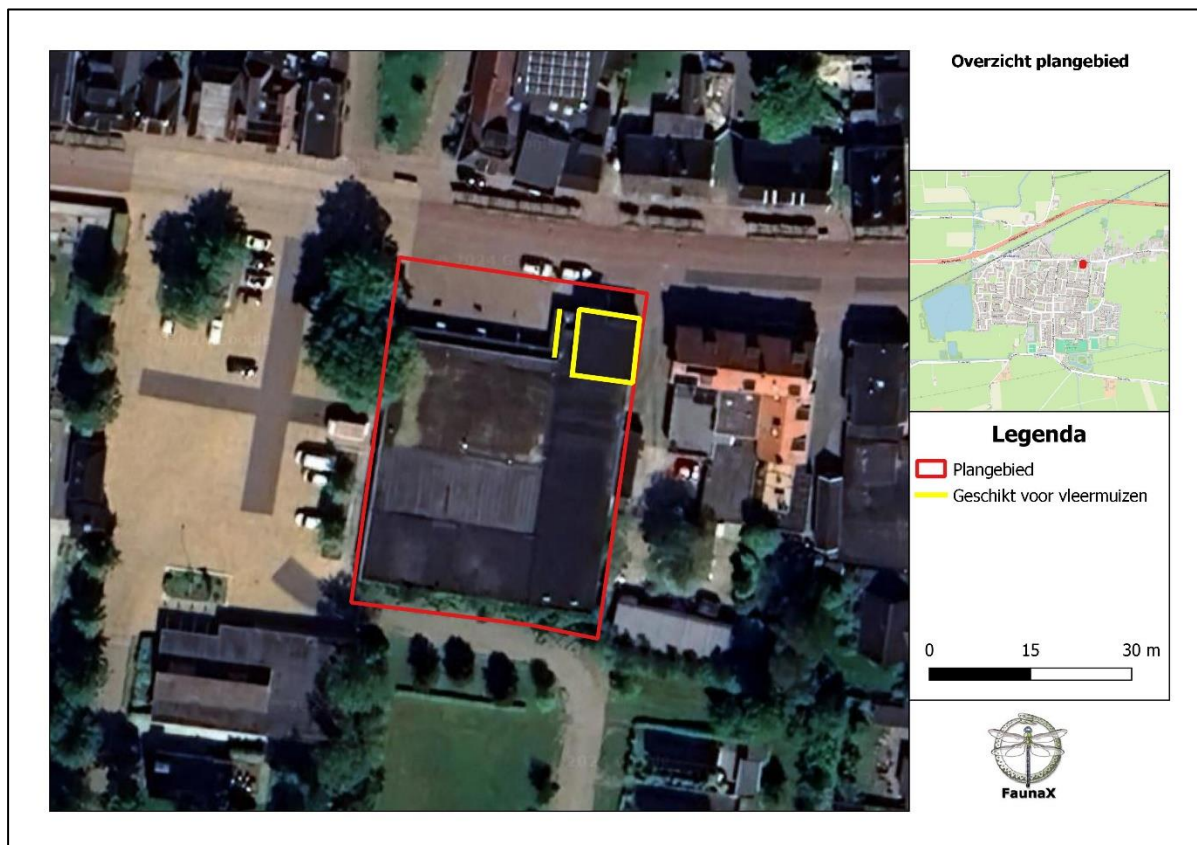 Overzicht plangebied
Legenda
Plangebied
Geschikt voor vleermuizen
0 15 30 m
FaunaX